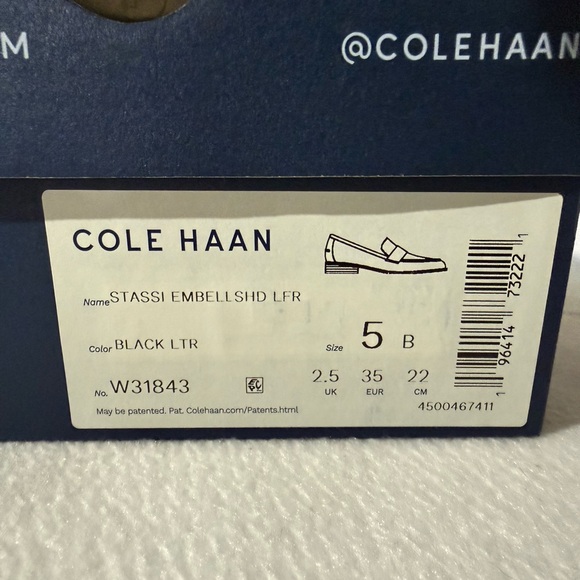 M
@COLEHAAN
COLE HAAN
Name STASSI EMBELLSHD LFR
Color BLACK LTR
Size 5 B
No. W31843
2.5 35 22
UK EUR CM
May be patented. Pat. Colehaan.com/Patents.html
4500467411
1 96414 73222 1